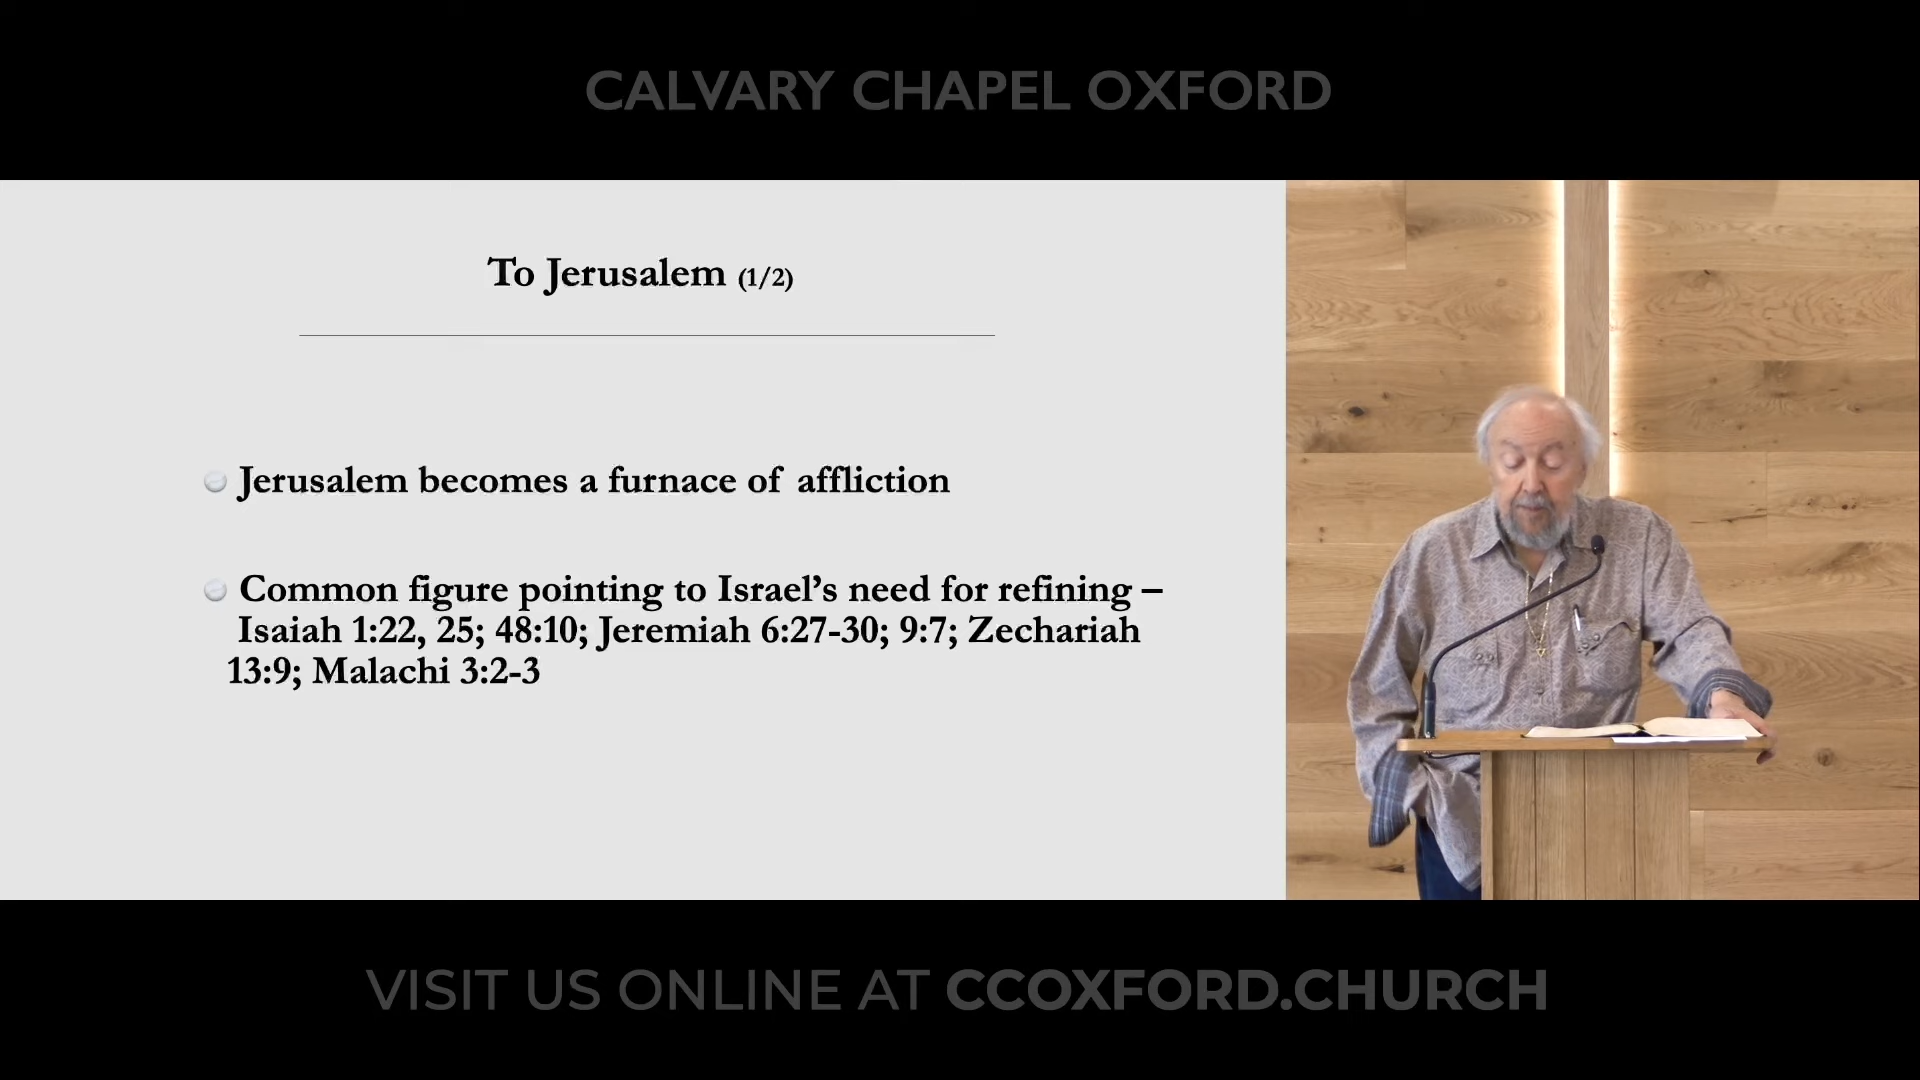 CALVARY CHAPEL OXFORD
To Jerusalem (1/2)
Jerusalem becomes a furnace of affliction
Common figure pointing to Israel’s need for refining –
Isaiah 1:22, 25; 48:10; Jeremiah 6:27-30; 9:7; Zechariah
13:9; Malachi 3:2-3
VISIT US ONLINE AT CCOXFORD.CHURCH